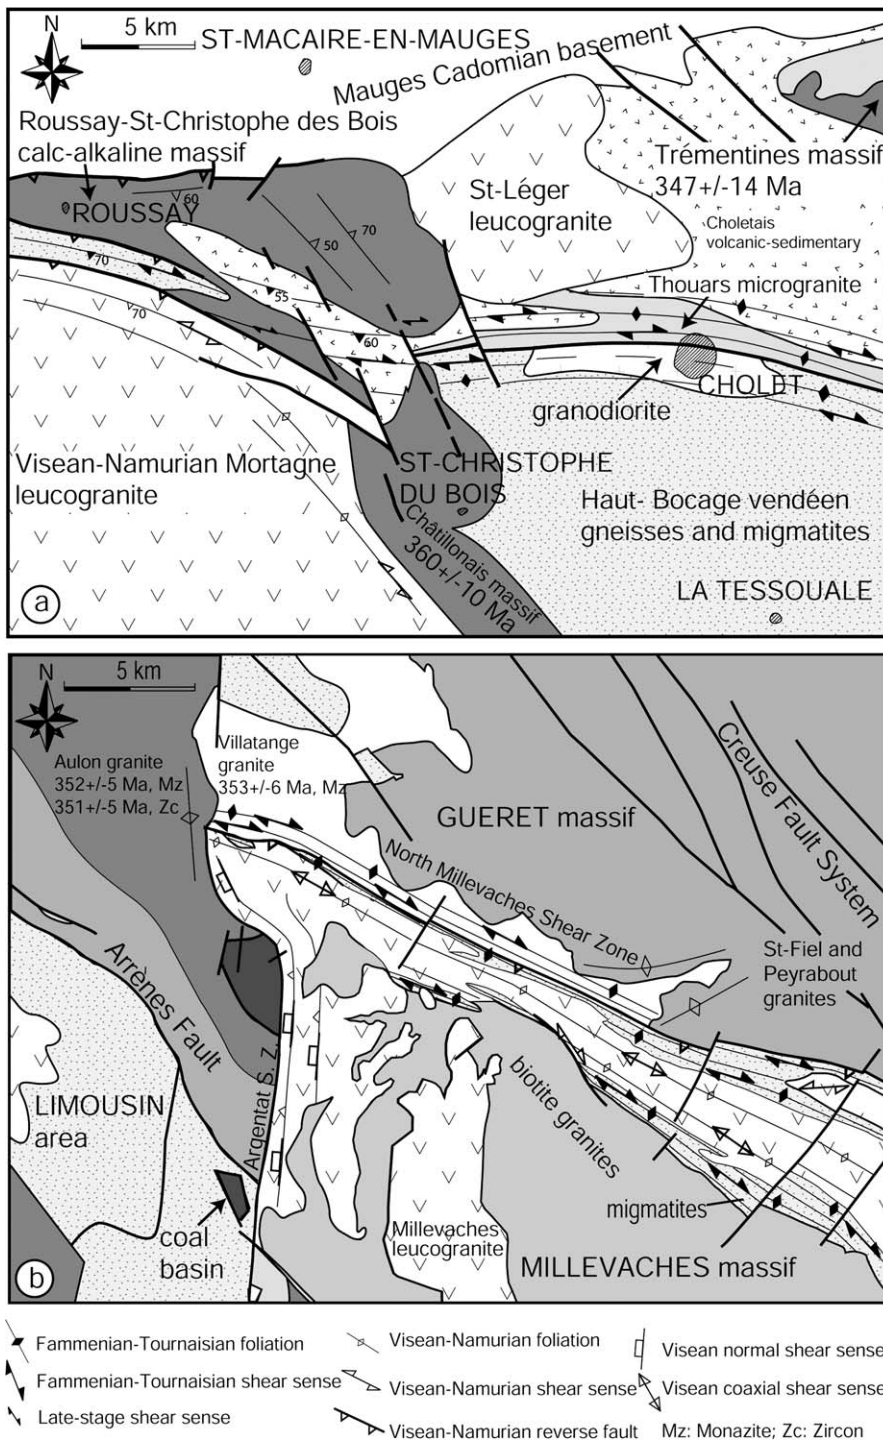 N
5 km
ST-MACAIRE-EN-MAUGES
Mauges Cadomian basement
Roussay-St-Christophe des Bois
calc-alkaline massif
Trémentines massif
347+/-14 Ma
St-Léger
leucogranite
Choletais
volcanic-sedimentary
60
ROUSSAY
50
70
70
55
Thouars microgranite
70
60
CHOLET
granodiorite
Visean-Namurian Mortagne
leucogranite
ST-CHRISTOPHE
DU BOIS
Haut- Bocage vendéen
gneisses and migmatites
Châtillonais massif
360+/-10 Ma
LA TESSOUALE
a
N
5 km
Aulon granite
352+/-5 Ma, Mz
351+/-5 Ma, Zc
Villatange
granite
353+/-6 Ma, Mz
GUERET massif
Creuse Fault System
North Millevaches Shear Zone
St-Fiel and
Peyrabout
granites
Arrènes Fault
Argentat S. Z.
LIMOUSIN
area
biotite granites
coal
basin
migmatites
Millevaches
leucogranite
MILLEVACHES massif
b
Fammenian-Tournaisian foliation
Visean-Namurian foliation
Visean normal shear sense
Fammenian-Tournaisian shear sense
Visean-Namurian shear sense
Visean coaxial shear sense
Late-stage shear sense
Visean-Namurian reverse fault
Mz: Monazite; Zc: Zircon